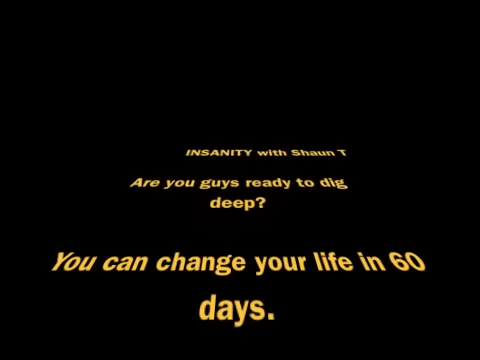 INSANITY with Shaun T
Are you guys ready to dig
deep?
You can change your life in 60
days.